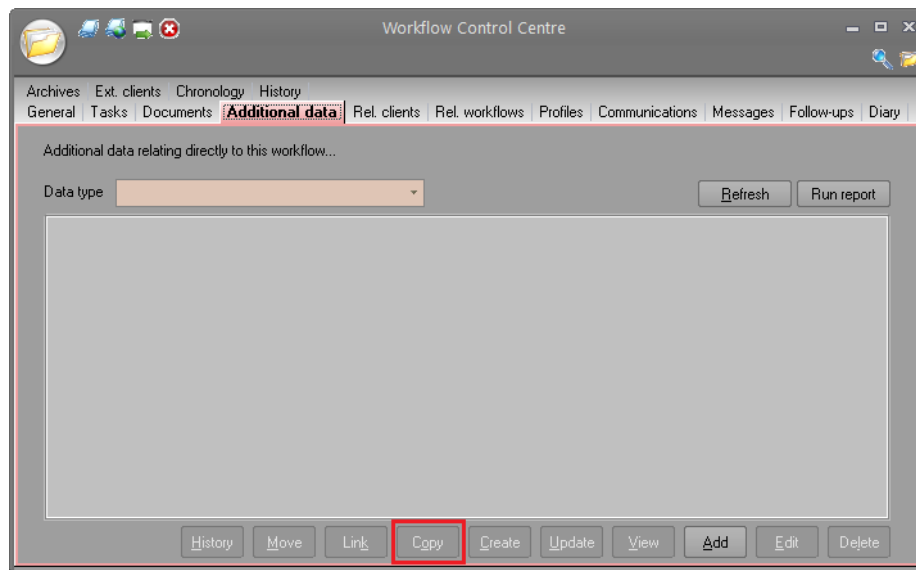 Workflow Control Centre
Archives Ext. clients Chronology History
General Tasks Documents Additional data Rel. clients Rel. workflows Profiles Communications Messages Follow-ups Diary
Additional data relating directly to this workflow...
Data type Refresh Run report
History Move Link Copy Create Update View Add Edit Delete